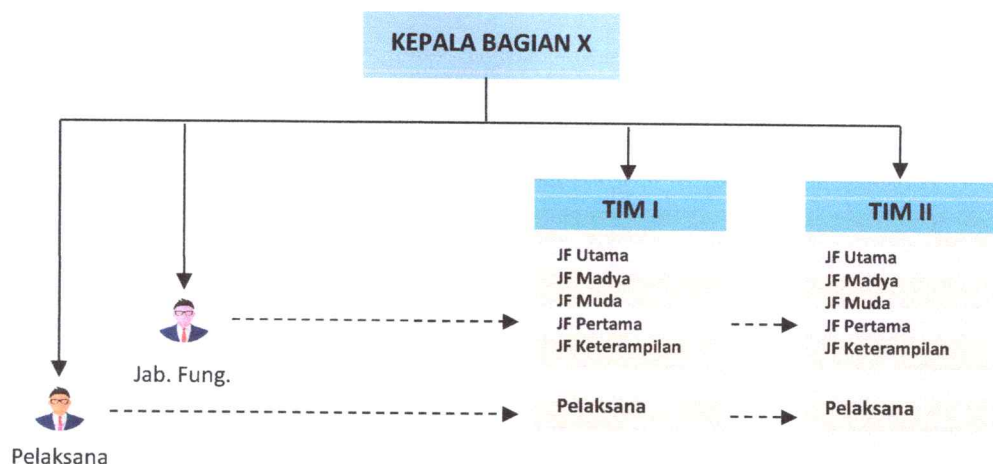 KEPALA BAGIAN X
TIM I
TIM II
JF Utama
JF Madya
JF Muda
JF Pertama
JF Keterampilan
JF Utama
JF Madya
JF Muda
JF Pertama
JF Keterampilan
Jab. Fung.
Pelaksana
Pelaksana
Pelaksana